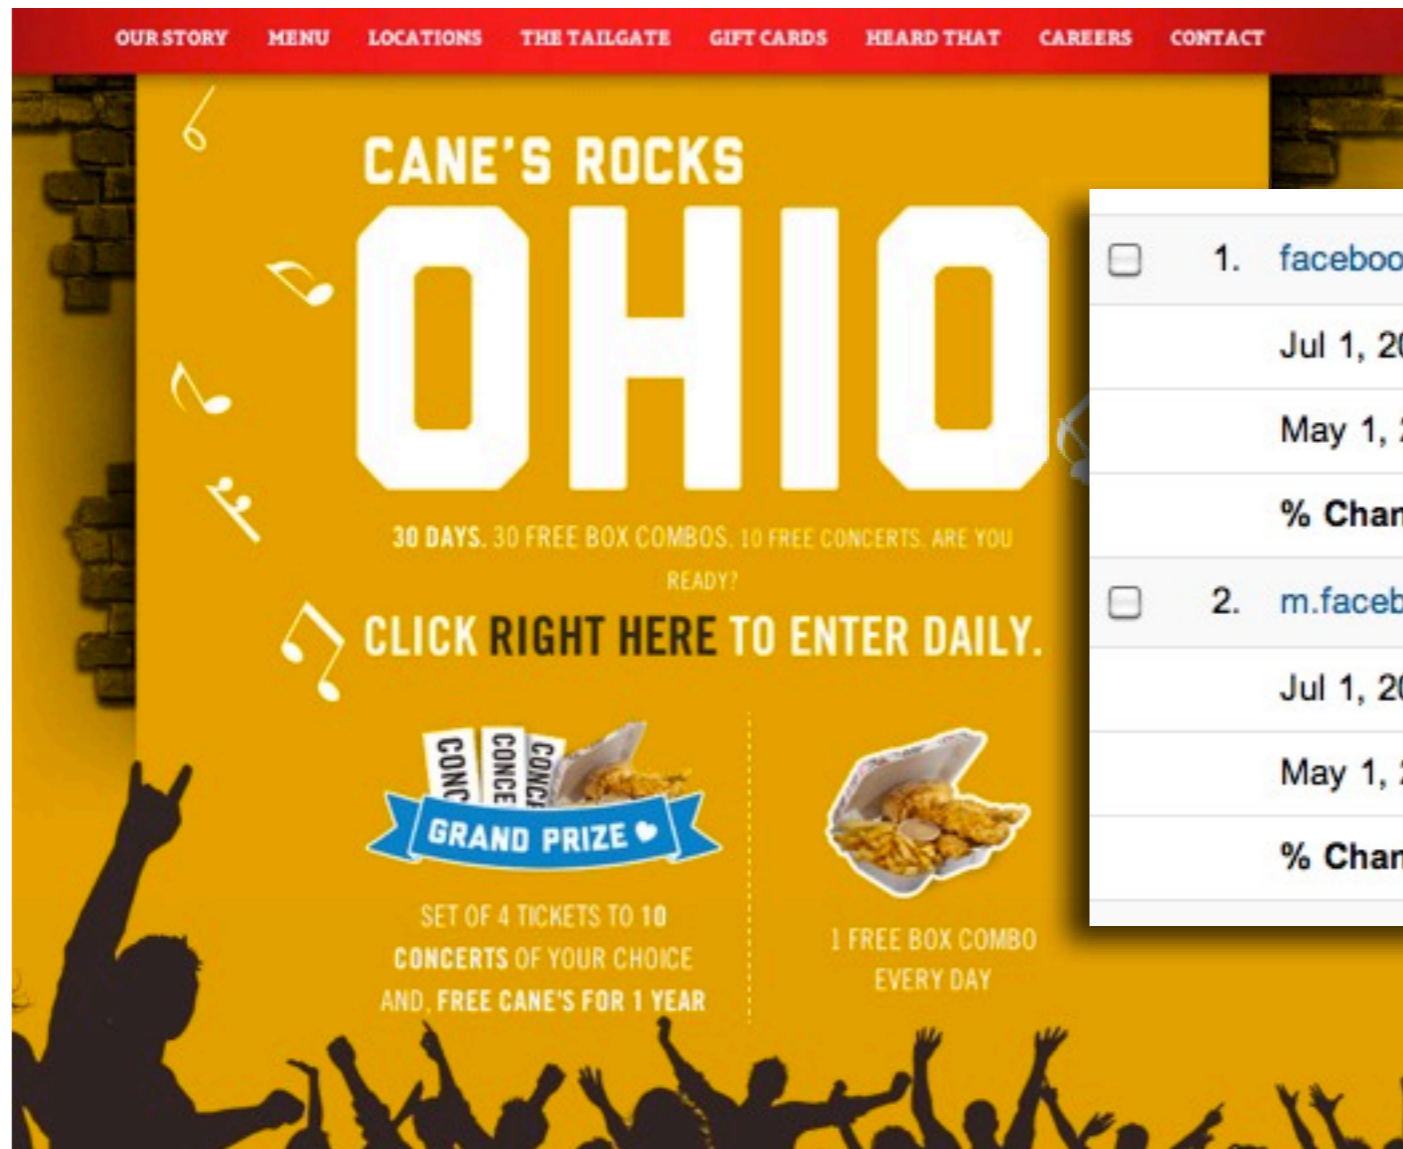 OUR STORY MENU LOCATIONS THE TAILGATE GIFT CARDS HEARD THAT CAREERS CONTACT
CANE'S ROCKS
OHIO
30 DAYS. 30 FREE BOX COMBOS. 10 FREE CONCERTS. ARE YOU
READY?
CLICK RIGHT HERE TO ENTER DAILY.
GRAND PRIZE
SET OF 4 TICKETS TO 10
CONCERTS OF YOUR CHOICE
AND, FREE CANE'S FOR 1 YEAR
1 FREE BOX COMBO
EVERY DAY
1.
Jul 1,
May 1,
%
2.
Jul 1,
May 1,
%